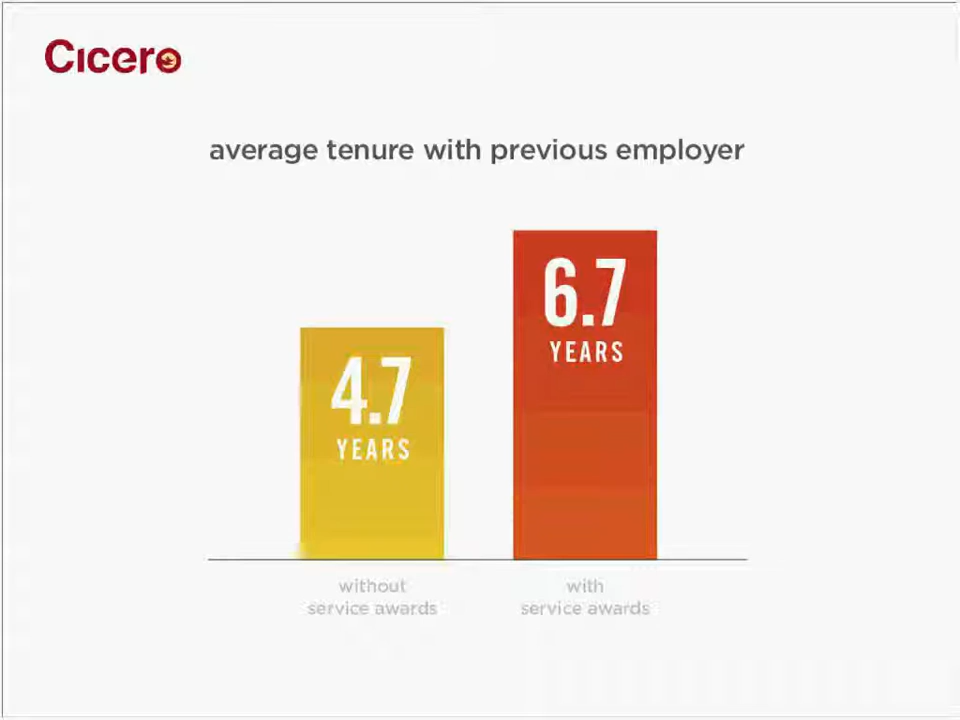 Cicero
average tenure with previous employer
6.7
YEARS
4.7
YEARS
without
service awards
with
service awards